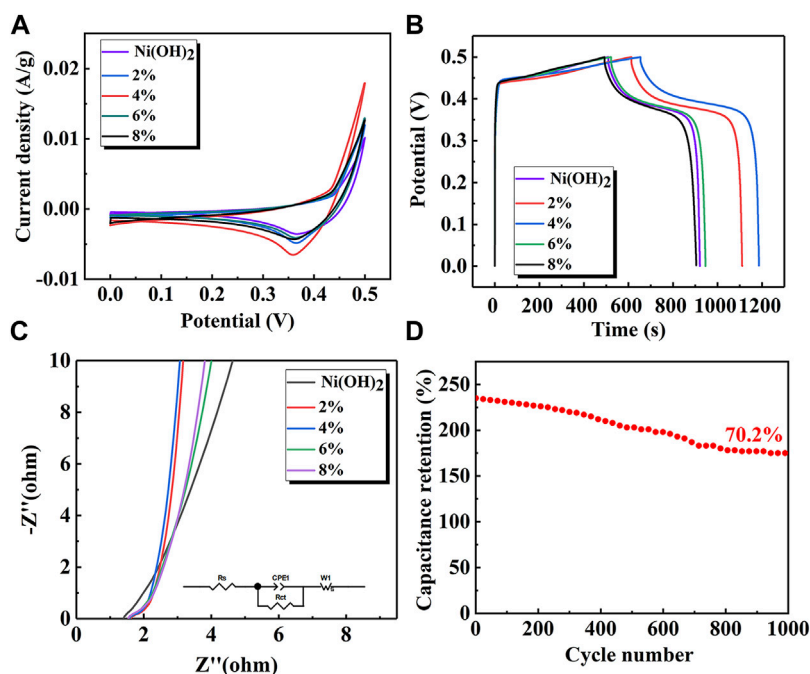 A
Current density (A/g)
0.02
0.01
0.00
-0.01
Ni(OH)2
2%
4%
6%
8%
0.0 0.1 0.2 0.3 0.4 0.5
Potential (V)
B
Potential (V)
0.5
0.4
0.3
0.2
0.1
0.0
Ni(OH)2
2%
4%
6%
8%
0 200 400 600 800 1000 1200
Time (s)
C
-Z''(ohm)
10
8
6
4
2
0
Ni(OH)2
2%
4%
6%
8%
Rs CPE1 W1
Rct
2 4 6 8
Z''(ohm)
D
Capacitance retention (%)
250
200
150
100
50
0
70.2%
0 200 400 600 800 1000
Cycle number